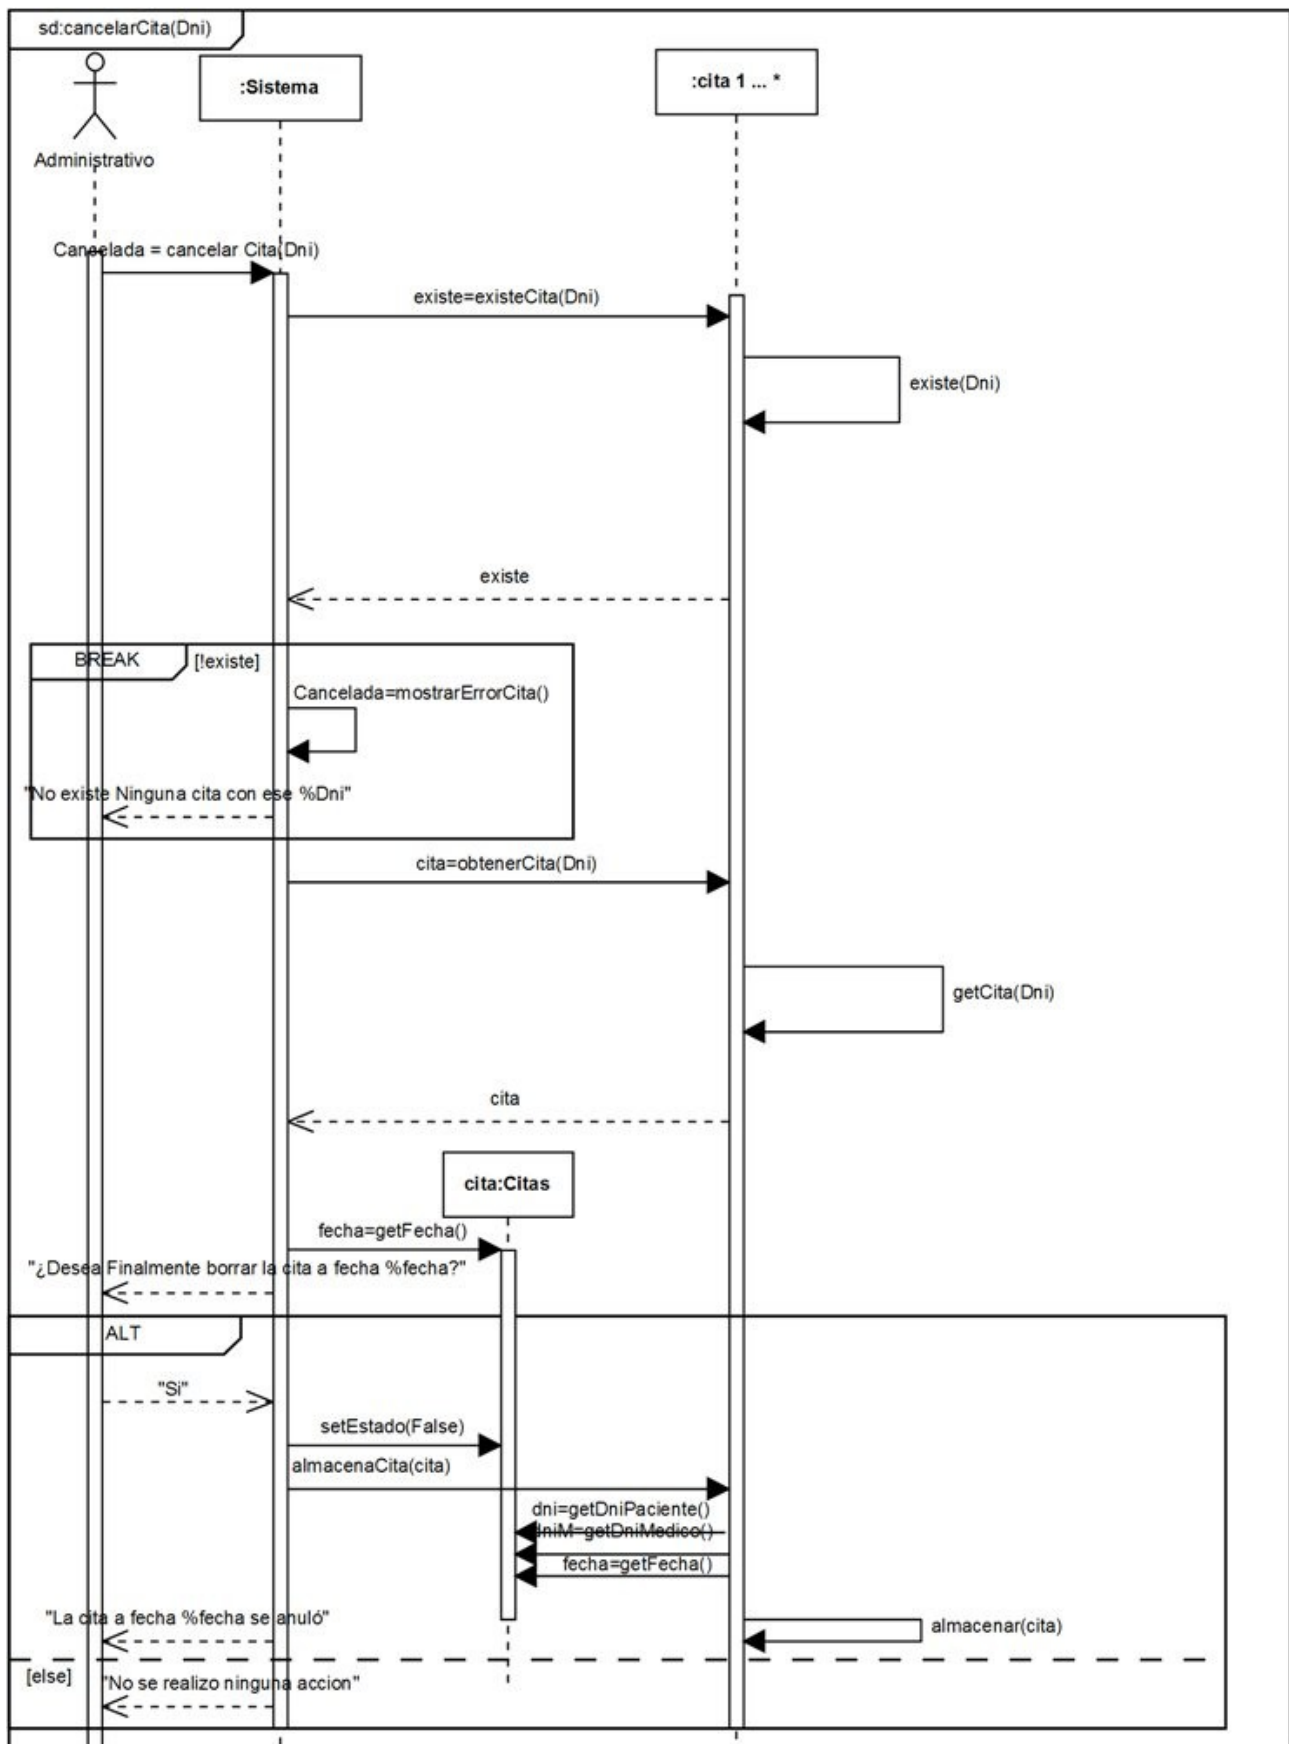 sd:cancelarCita(Dni)
:Sistema
:cita 1 ... *
Administrativo
Cancelada = cancelar Cita(Dni)
existe=existeCita(Dni)
existe(Dni)
existe
BREAK
[!existe]
Cancelada=mostrarErrorCita()
"No existe Ninguna cita con ese %Dni"
cita=obtenerCita(Dni)
getCita(Dni)
cita
cita:Citas
fecha=getFecha()
"¿Desea Finalmente borrar la cita a fecha %fecha?"
ALT
"Si"
setEstado(False)
almacenaCita(cita)
dni=getDniPaciente()
dniM=getDniMedico()
fecha=getFecha()
"La cita a fecha %fecha se anuló"
almacenar(cita)
[else]
"No se realizo ninguna accion"